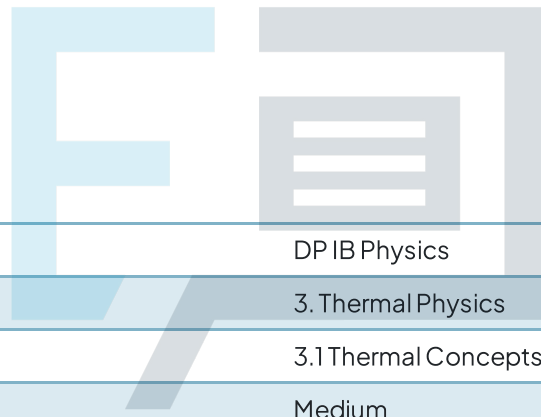 DP IB Physics
3. Thermal Physics
3.1 Thermal Concepts
Medium